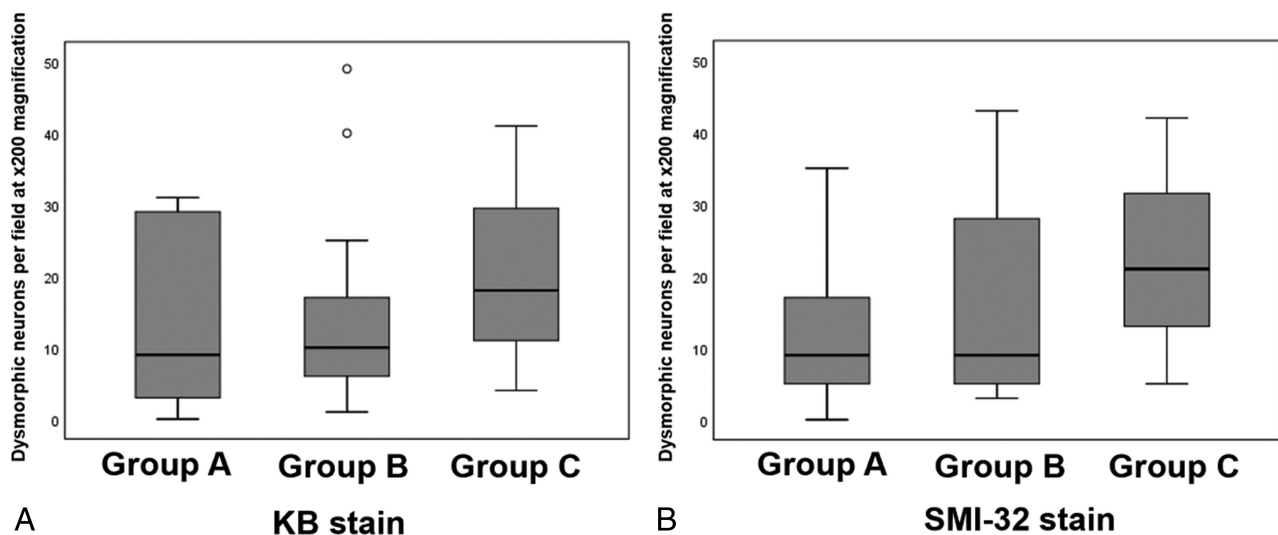 Dysmorphic neurons per field at x200 magnification
50
40
30
20
10
0
Group A Group B Group C
A KB stain
Dysmorphic neurons per field at x200 magnification
50
40
30
20
10
0
Group A Group B Group C
B SMI-32 stain